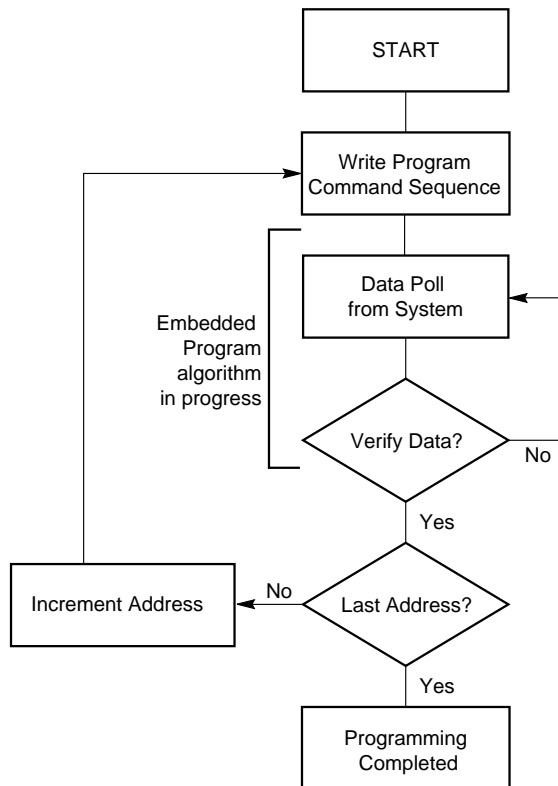 START
Write Program
Command Sequence
Data Poll
from System
Embedded
Program
algorithm
in progress
Verify Data?
No
Yes
Increment Address
No
Last Address?
Yes
Programming
Completed